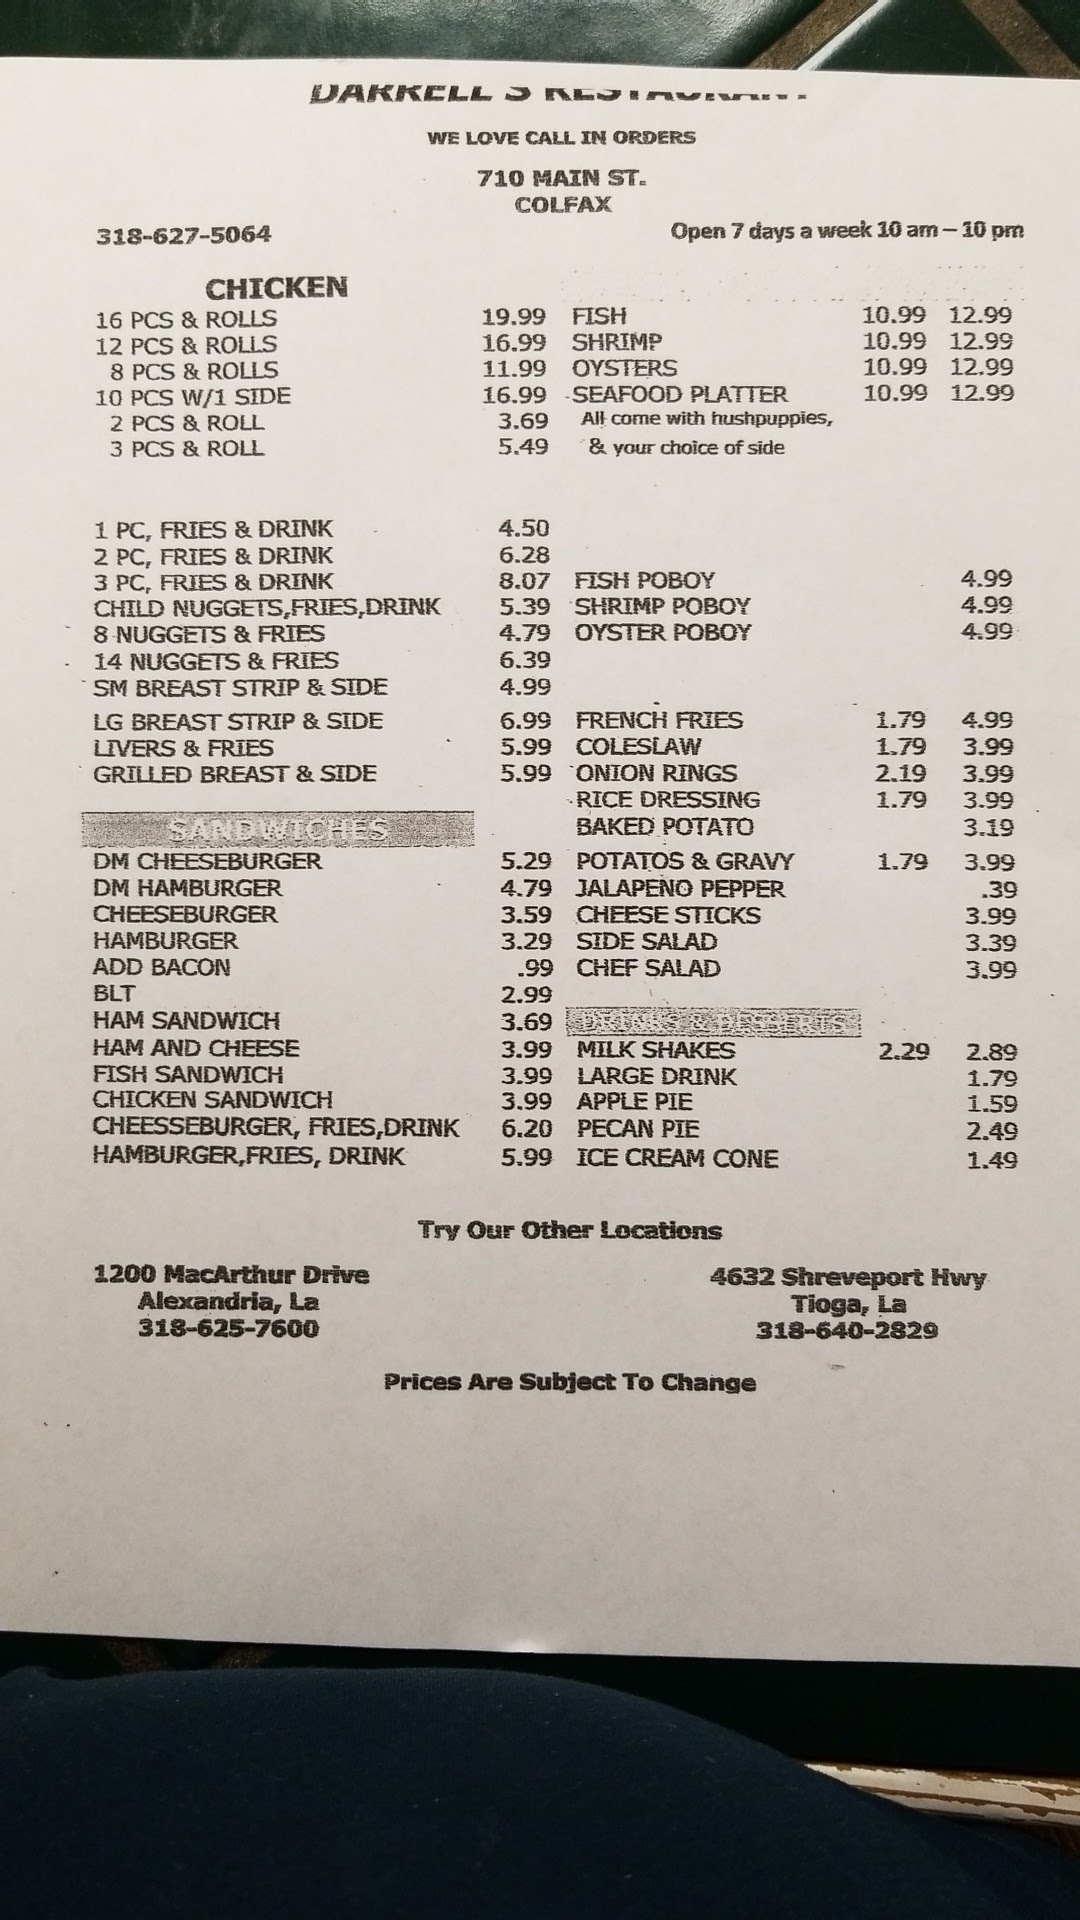 DARRELL'S RESTAURANT
WE LOVE CALL IN ORDERS
710 MAIN ST.
COLFAX
318-627-5064
Open 7 days a week 10 am – 10 pm
CHICKEN
16 PCS & ROLLS 19.99
12 PCS & ROLLS 16.99
8 PCS & ROLLS 11.99
10 PCS W/1 SIDE 16.99
2 PCS & ROLL 3.69
3 PCS & ROLL 5.49
1 PC, FRIES & DRINK 4.50
2 PC, FRIES & DRINK 6.28
3 PC, FRIES & DRINK 8.07
CHILD NUGGETS,FRIES,DRINK 5.39
8 NUGGETS & FRIES 4.79
14 NUGGETS & FRIES 6.39
SM BREAST STRIP & SIDE 4.99
LG BREAST STRIP & SIDE 6.99
LIVERS & FRIES 5.99
GRILLED BREAST & SIDE 5.99
SANDWICHES
DM CHEESEBURGER 5.29
DM HAMBURGER 4.79
CHEESEBURGER 3.59
HAMBURGER 3.29
ADD BACON .99
BLT 2.99
HAM SANDWICH 3.69
HAM AND CHEESE 3.99
FISH SANDWICH 3.99
CHICKEN SANDWICH 3.99
CHEESSEBURGER, FRIES,DRINK 6.20
HAMBURGER,FRIES, DRINK 5.99
FISH 10.99 12.99
SHRIMP 10.99 12.99
OYSTERS 10.99 12.99
SEAFOOD PLATTER 10.99 12.99
All come with hushpuppies,
& your choice of side
FISH POBOY 4.99
SHRIMP POBOY 4.99
OYSTER POBOY 4.99
FRENCH FRIES 1.79 4.99
COLESLAW 1.79 3.99
ONION RINGS 2.19 3.99
RICE DRESSING 1.79 3.99
BAKED POTATO 3.19
POTATOS & GRAVY 1.79 3.99
JALAPENO PEPPER .39
CHEESE STICKS 3.99
SIDE SALAD 3.39
CHEF SALAD 3.99
DRINKS & DESSERTS
MILK SHAKES 2.29 2.89
LARGE DRINK 1.79
APPLE PIE 1.59
PECAN PIE 2.49
ICE CREAM CONE 1.49
Try Our Other Locations
1200 MacArthur Drive
Alexandria, La
318-625-7600
4632 Shreveport Hwy
Tioga, La
318-640-2829
Prices Are Subject To Change